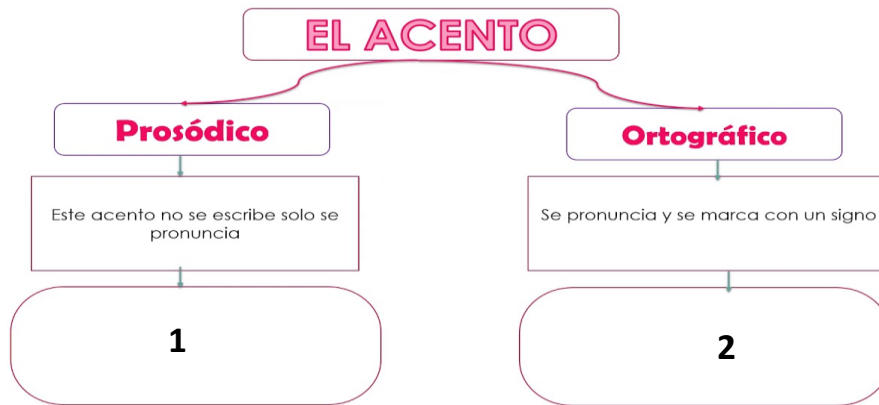 EL ACENTO
Prosódico
Ortográfico
Este acento no se escribe solo se
pronuncia
Se pronuncia y se marca con un signo
1
2